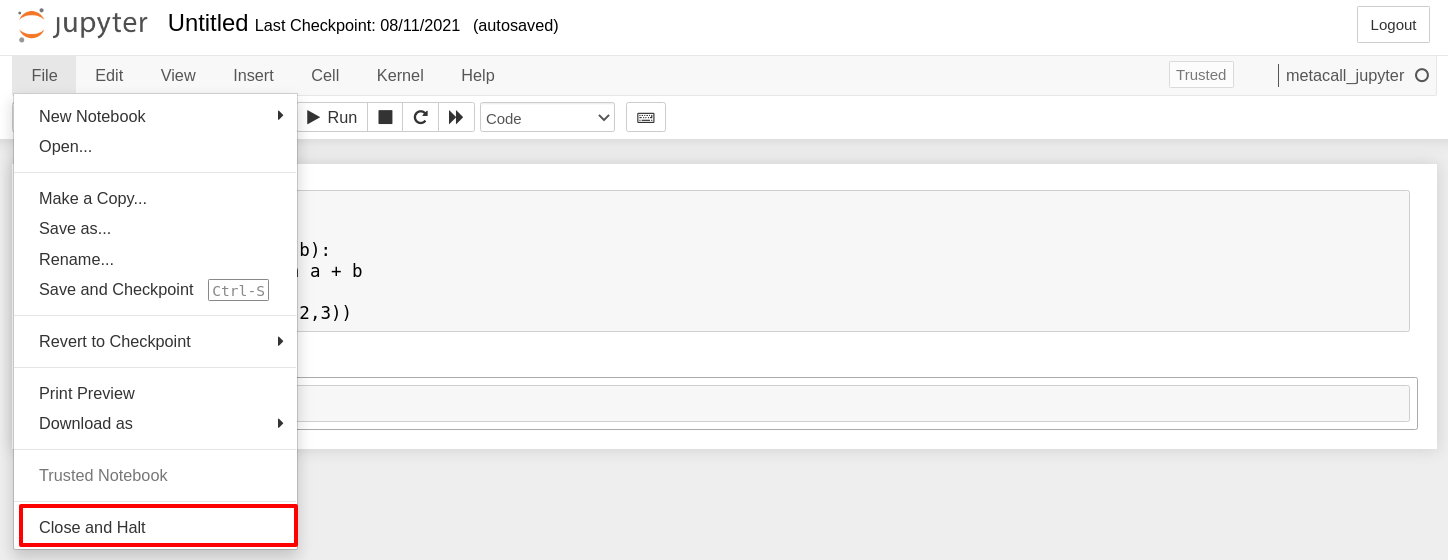 jupyter Untitled Last Checkpoint: 08/11/2021 (autosaved) Logout
File Edit View Insert Cell Kernel Help Trusted metacall_jupyter
Run Code
New Notebook
Open...
Make a Copy...
Save as...
Rename...
Save and Checkpoint Ctrl-S
Revert to Checkpoint
Print Preview
Download as
Trusted Notebook
Close and Halt
b):
a + b
2,3))